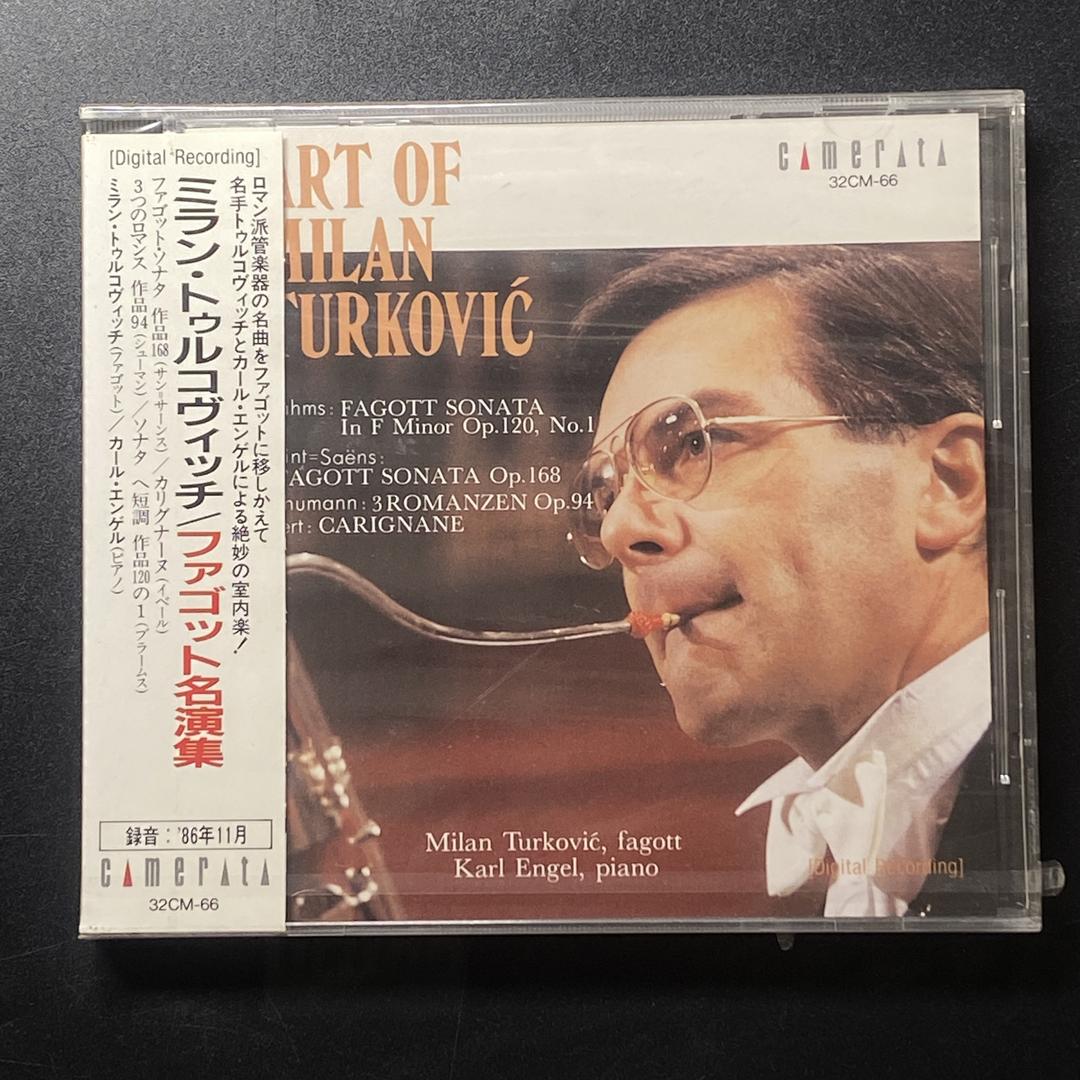 [Digital Recording]
ロマン派管楽器の名曲をファゴットに移しかえて
名手トゥルコヴィッチとカール・エンゲルによる絶妙の室内楽!
ミラン・トゥルコヴィッチ/ファゴット名演集
ファゴット・ソナタ 作品168(サン=サーンス)/カリグナーヌ(イベール)
3つのロマンス 作品94(シューマン)/ソナタ ヘ短調 作品120の1(ブラームス)
ミラン・トゥルコヴィッチ(ファゴット)/カール・エンゲル(ピアノ)
録音:'86年11月
camerata
32CM-66
ART OF
MILAN
TURKOVIĆ
camerata
32CM-66
ahms: FAGOTT SONATA
In F Minor Op.120, No.1
int=Saëns:
FAGOTT SONATA Op.168
humann: 3 ROMANZEN Op.94
ert: CARIGNANE
Milan Turković, fagott
Karl Engel, piano
[Digital Recording]